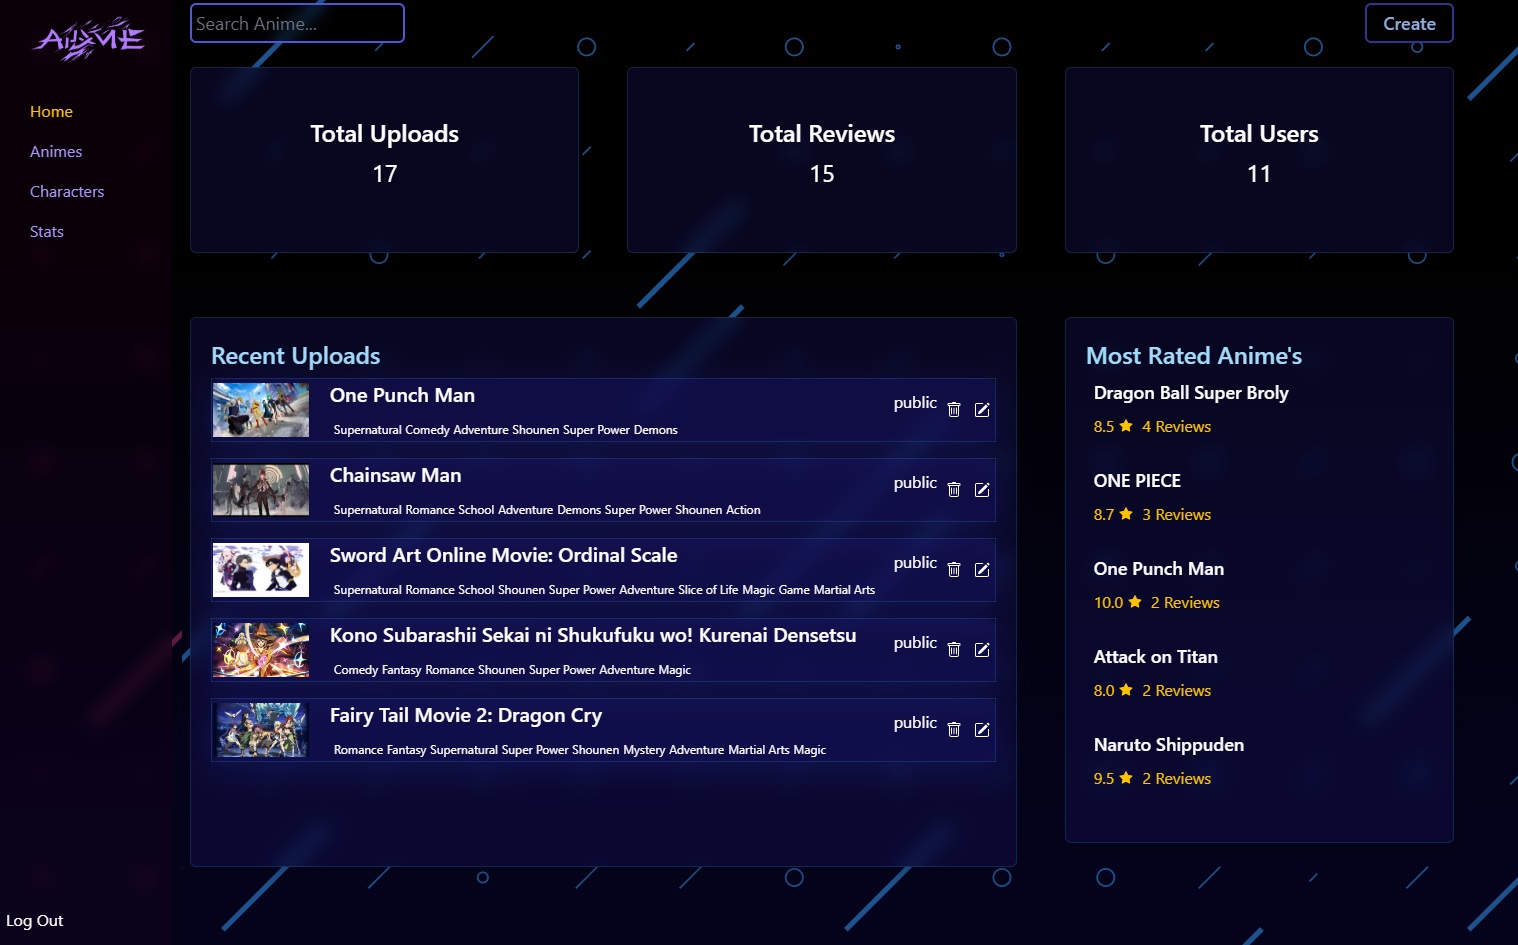 ANIME
Search Anime...
Create
Home
Animes
Characters
Stats
Log Out
Total Uploads
17
Total Reviews
15
Total Users
11
Recent Uploads
One Punch Man
public
Supernatural Comedy Adventure Shounen Super Power Demons
Chainsaw Man
public
Supernatural Romance School Adventure Demons Super Power Shounen Action
Sword Art Online Movie: Ordinal Scale
public
Supernatural Romance School Shounen Super Power Adventure Slice of Life Magic Game Martial Arts
Kono Subarashii Sekai ni Shukufuku wo! Kurenai Densetsu
public
Comedy Fantasy Romance Shounen Super Power Adventure Magic
Fairy Tail Movie 2: Dragon Cry
public
Romance Fantasy Supernatural Super Power Shounen Mystery Adventure Martial Arts Magic
Most Rated Anime's
Dragon Ball Super Broly
8.5 ★ 4 Reviews
ONE PIECE
8.7 ★ 3 Reviews
One Punch Man
10.0 ★ 2 Reviews
Attack on Titan
8.0 ★ 2 Reviews
Naruto Shippuden
9.5 ★ 2 Reviews